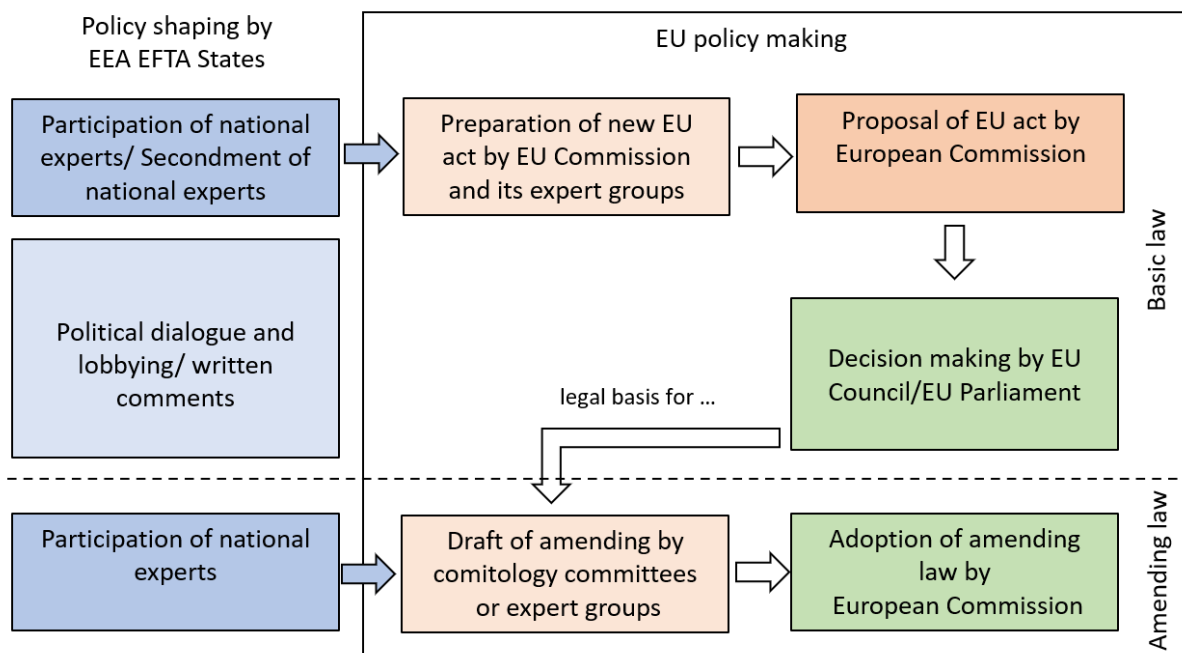 Policy shaping by
EEA EFTA States
EU policy making
Participation of national
experts/ Secondment of
national experts
Preparation of new EU
act by EU Commission
and its expert groups
Proposal of EU act by
European Commission
Basic law
Political dialogue and
lobbying/ written
comments
Decision making by EU
Council/EU Parliament
legal basis for ...
Participation of national
experts
Draft of amending by
comitology committees
or expert groups
Adoption of amending
law by
European Commission
Amending law